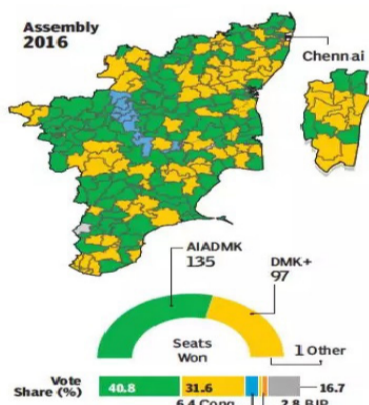 Assembly
2016
Chennai
AIADMK
135
DMK+
97
Seats
Won
1 Other
Vote
Share (%)
40.8
31.6
16.7
6.4 Cong
2.8 BJP